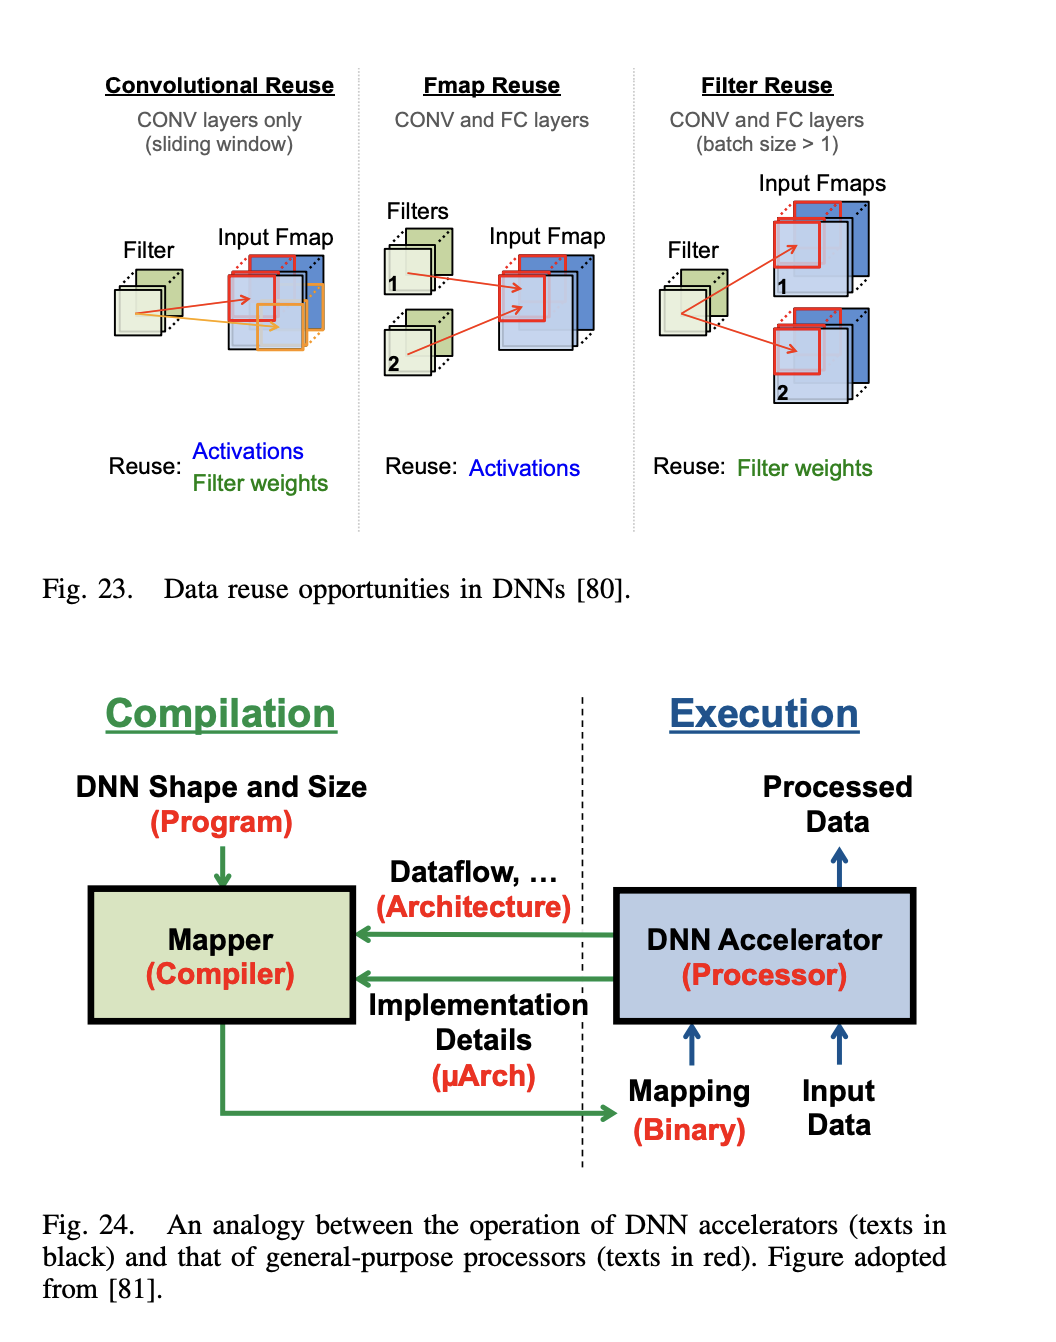 Convolutional Reuse
CONV layers only
(sliding window)
Filter
Input Fmap
Reuse:
Activations
Filter weights
Fmap Reuse
CONV and FC layers
Filters
Input Fmap
1
2
Reuse: Activations
Filter Reuse
CONV and FC layers
(batch size > 1)
Input Fmaps
Filter
1
2
Reuse: Filter weights
Fig. 23. Data reuse opportunities in DNNs [80].
Compilation
Execution
DNN Shape and Size
(Program)
Processed
Data
Dataflow, ...
(Architecture)
Mapper
(Compiler)
DNN Accelerator
(Processor)
Implementation
Details
(μArch)
Mapping
(Binary)
Input
Data
Fig. 24. An analogy between the operation of DNN accelerators (texts in
black) and that of general-purpose processors (texts in red). Figure adopted
from [81].